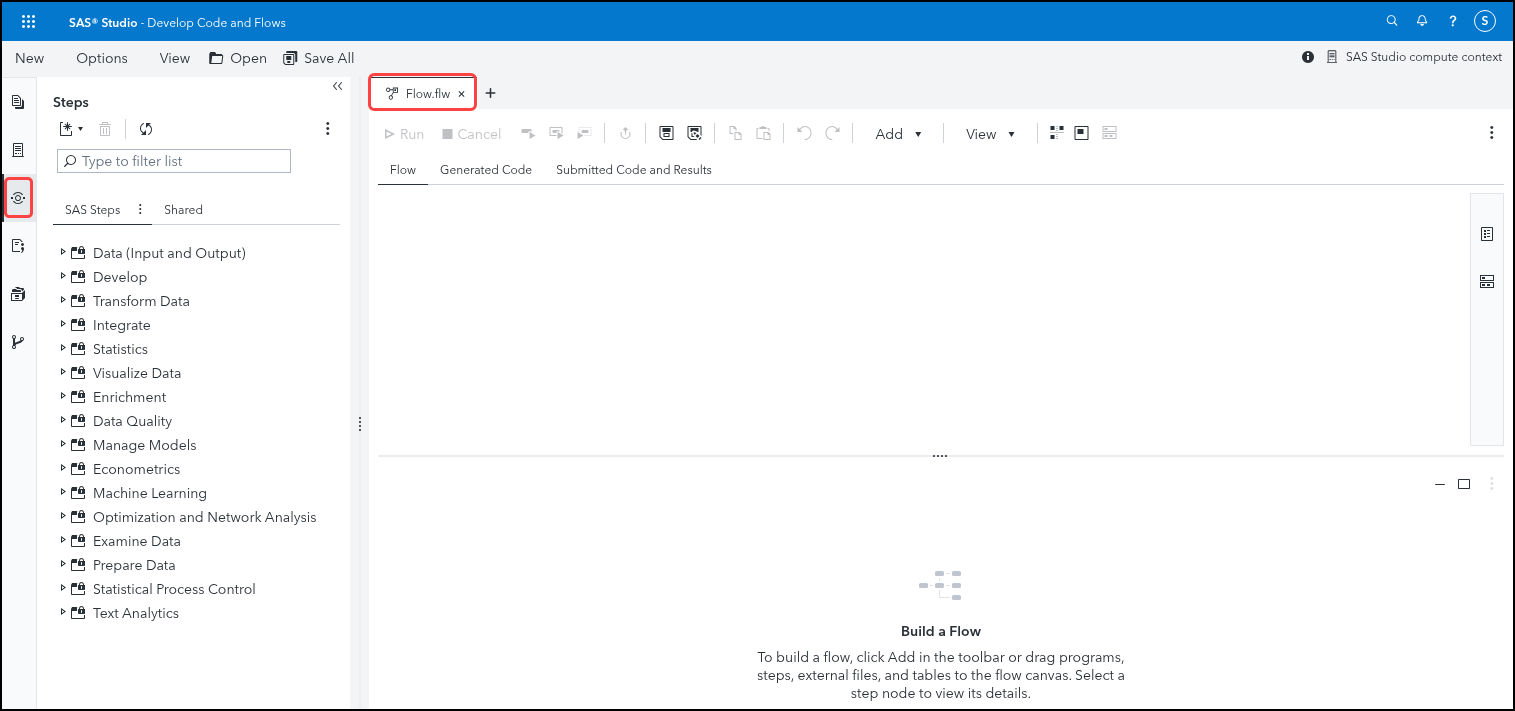 SAS® Studio - Develop Code and Flows
?
S
New Options View Open Save All
SAS Studio compute context
Steps
Type to filter list
SAS Steps Shared
Data (Input and Output)
Develop
Transform Data
Integrate
Statistics
Visualize Data
Enrichment
Data Quality
Manage Models
Econometrics
Machine Learning
Optimization and Network Analysis
Examine Data
Prepare Data
Statistical Process Control
Text Analytics
Flow.flw
Run Cancel Add View
Flow Generated Code Submitted Code and Results
Build a Flow
To build a flow, click Add in the toolbar or drag programs,
steps, external files, and tables to the flow canvas. Select a
step node to view its details.